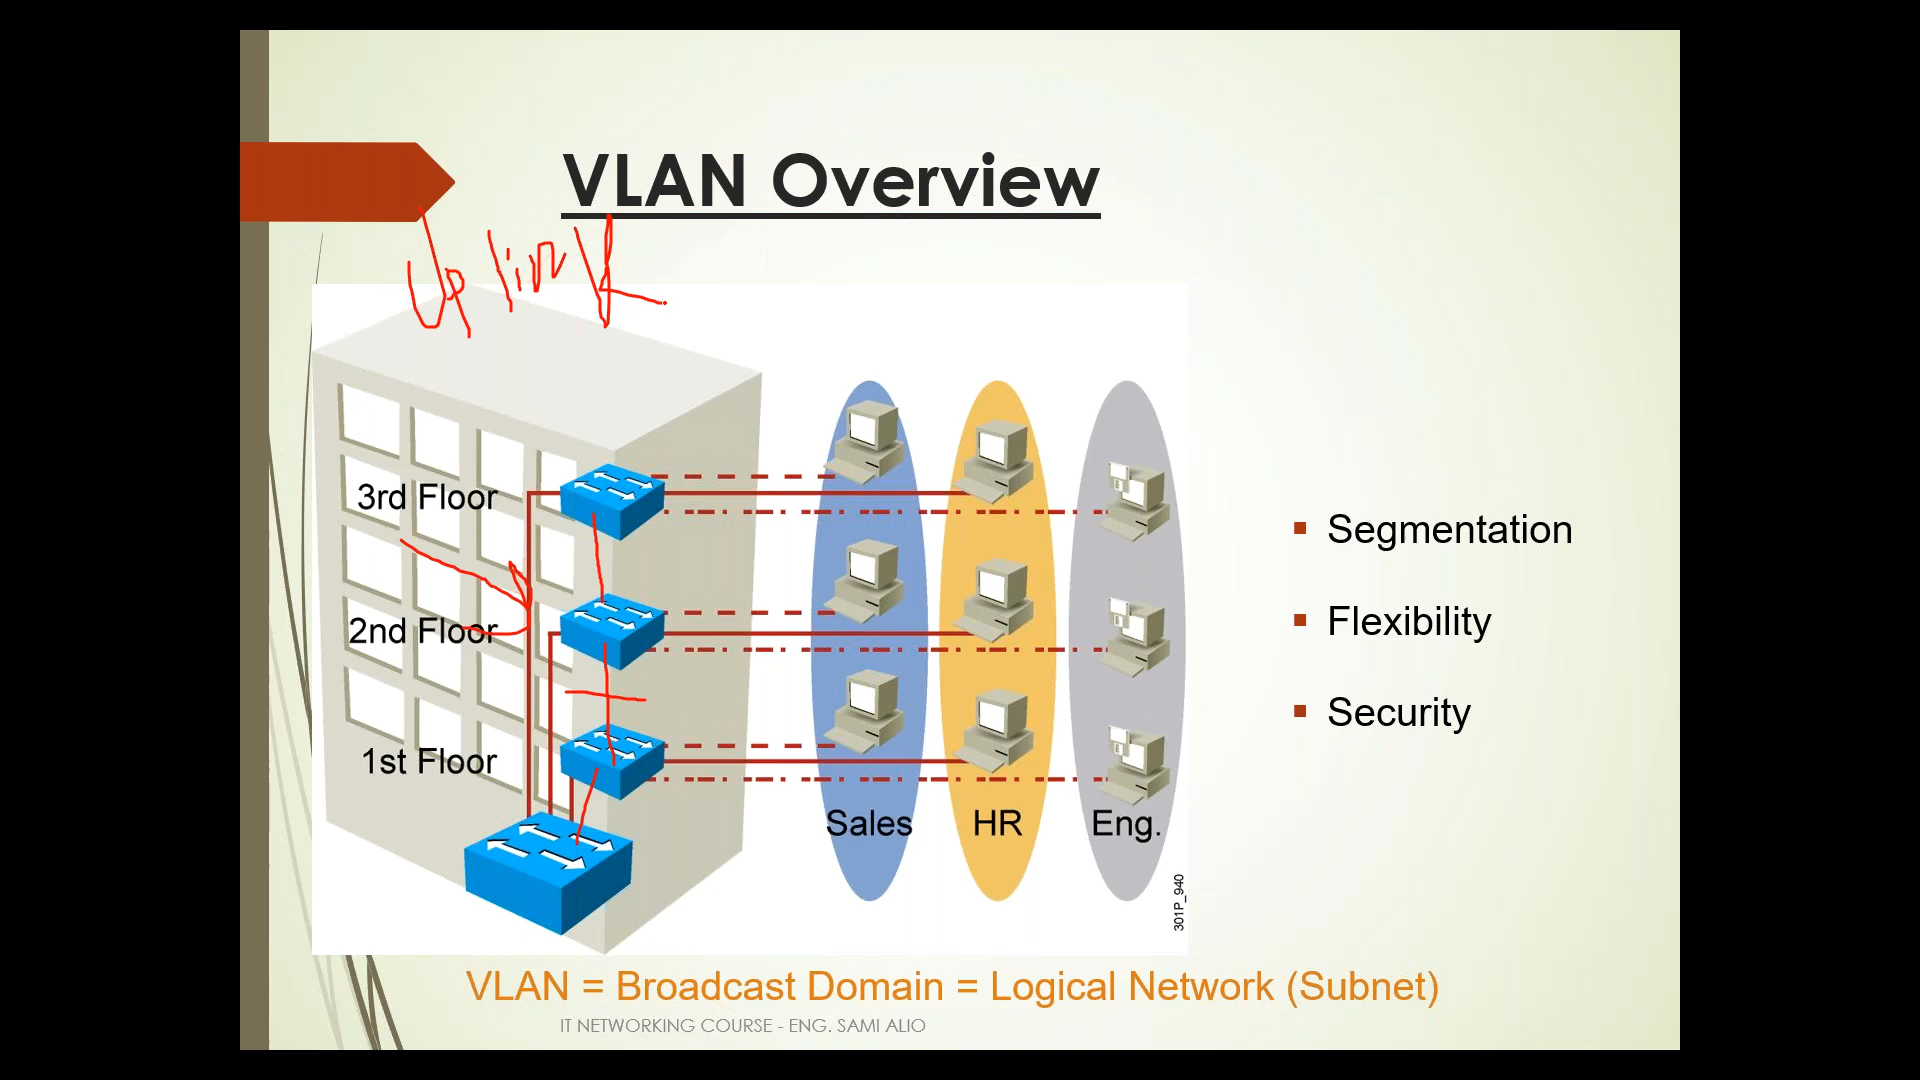 VLAN Overview
Up link
3rd Floor
2nd Floor
1st Floor
Sales
HR
Eng.
301P_940
Segmentation
Flexibility
Security
VLAN = Broadcast Domain = Logical Network (Subnet)
IT NETWORKING COURSE - ENG. SAMI ALIO